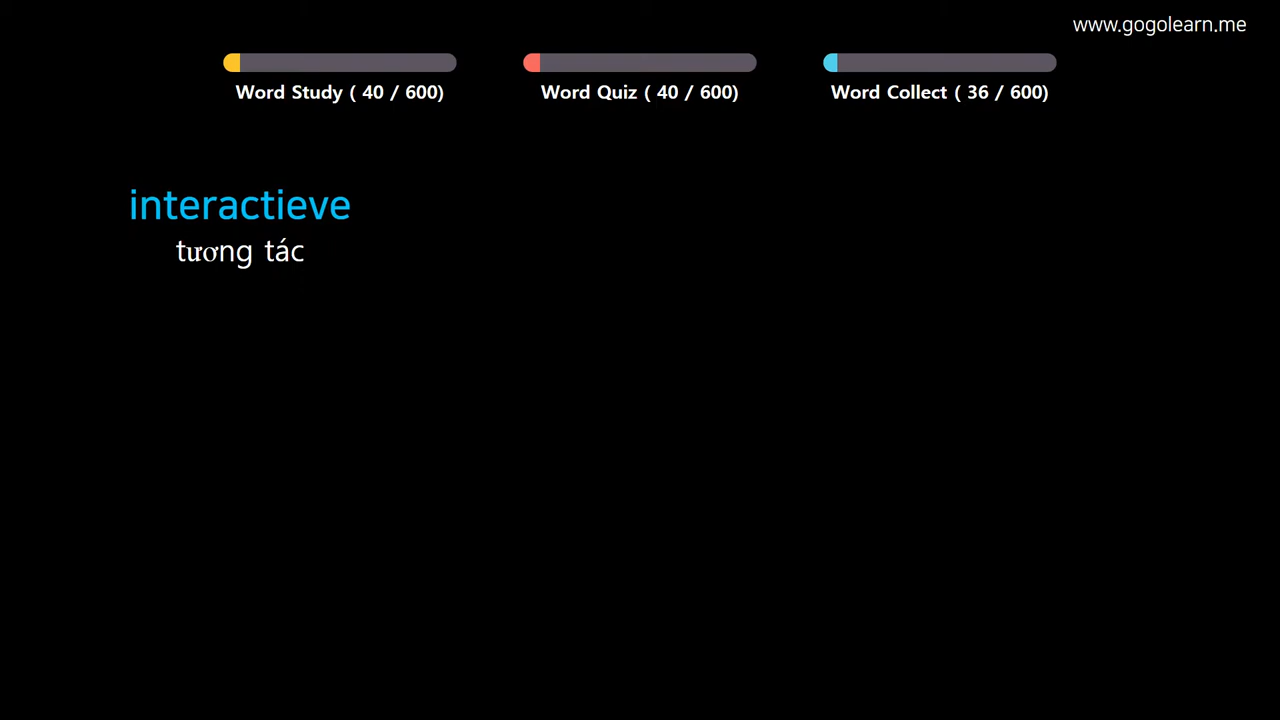 www.gogolearn.me
Word Study ( 40 / 600)
Word Quiz ( 40 / 600)
Word Collect ( 36 / 600)
interactieve
tương tác